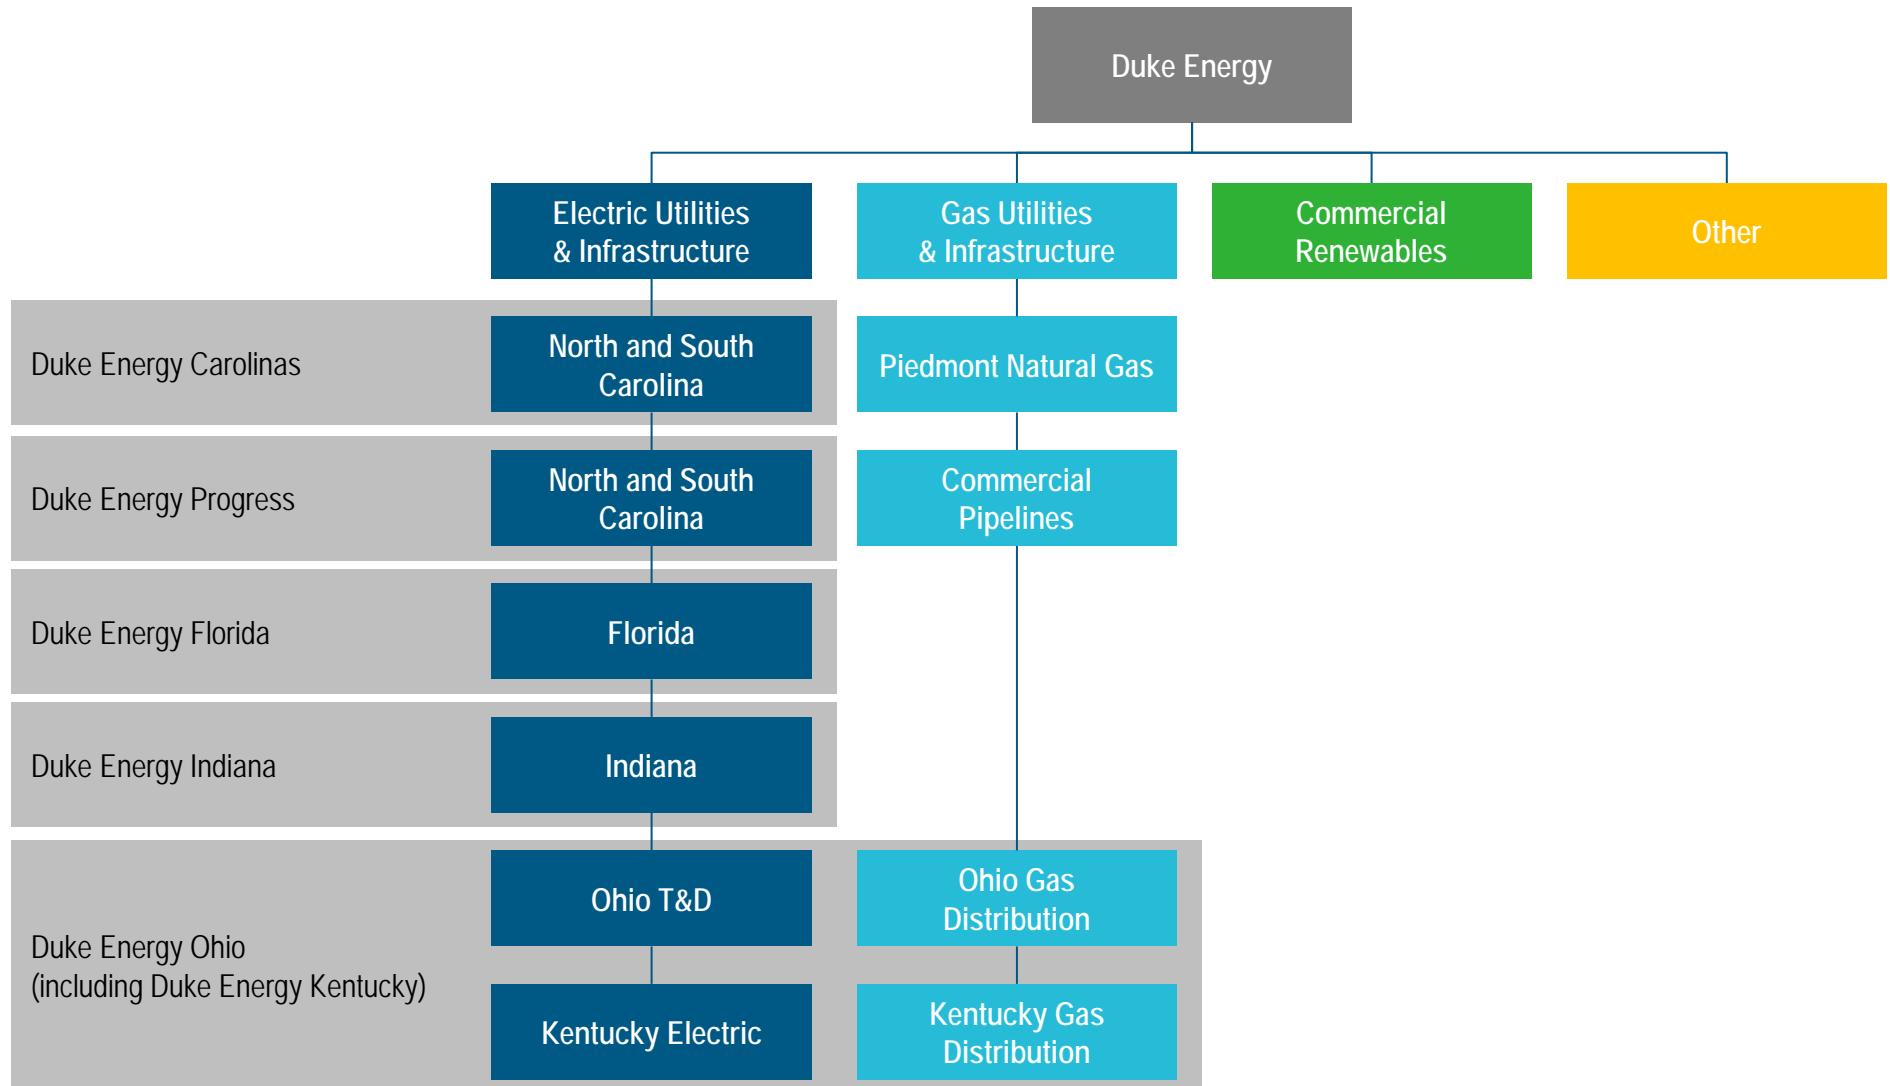 Duke Energy
Electric Utilities
& Infrastructure
Gas Utilities
& Infrastructure
Commercial
Renewables
Other
Duke Energy Carolinas
North and South
Carolina
Piedmont Natural Gas
Duke Energy Progress
North and South
Carolina
Commercial
Pipelines
Duke Energy Florida
Florida
Duke Energy Indiana
Indiana
Duke Energy Ohio
(including Duke Energy Kentucky)
Ohio T&D
Ohio Gas
Distribution
Kentucky Electric
Kentucky Gas
Distribution